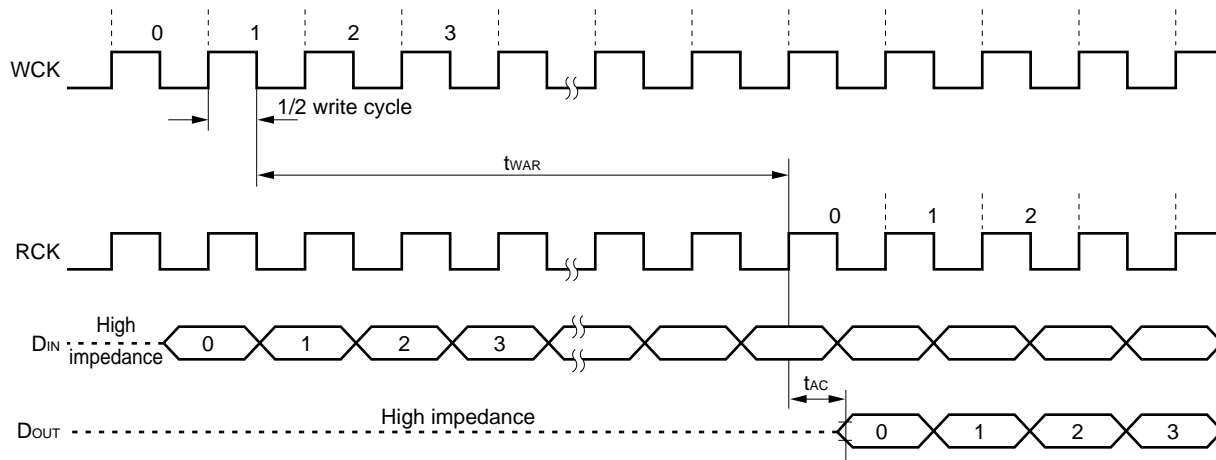 0 1 2 3
WCK
1/2 write cycle
tWAR
0 1 2
RCK
High
impedance
DIN
0 1 2 3
tAC
High impedance
DOUT
0 1 2 3